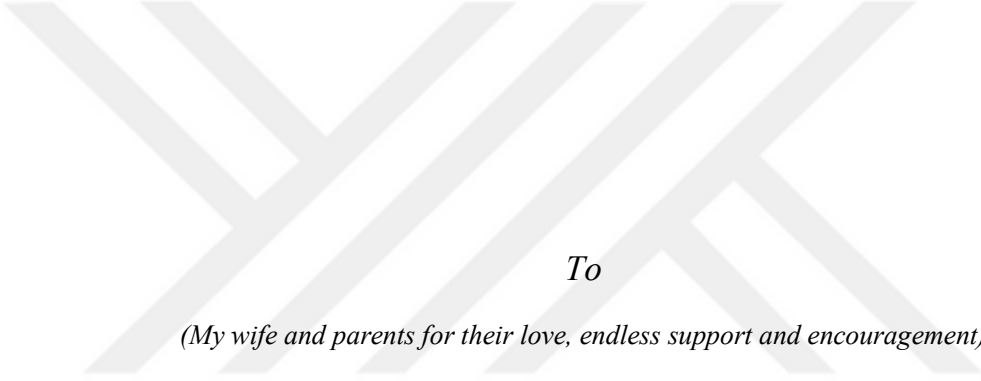 To
(My wife and parents for their love, endless support and encouragement)